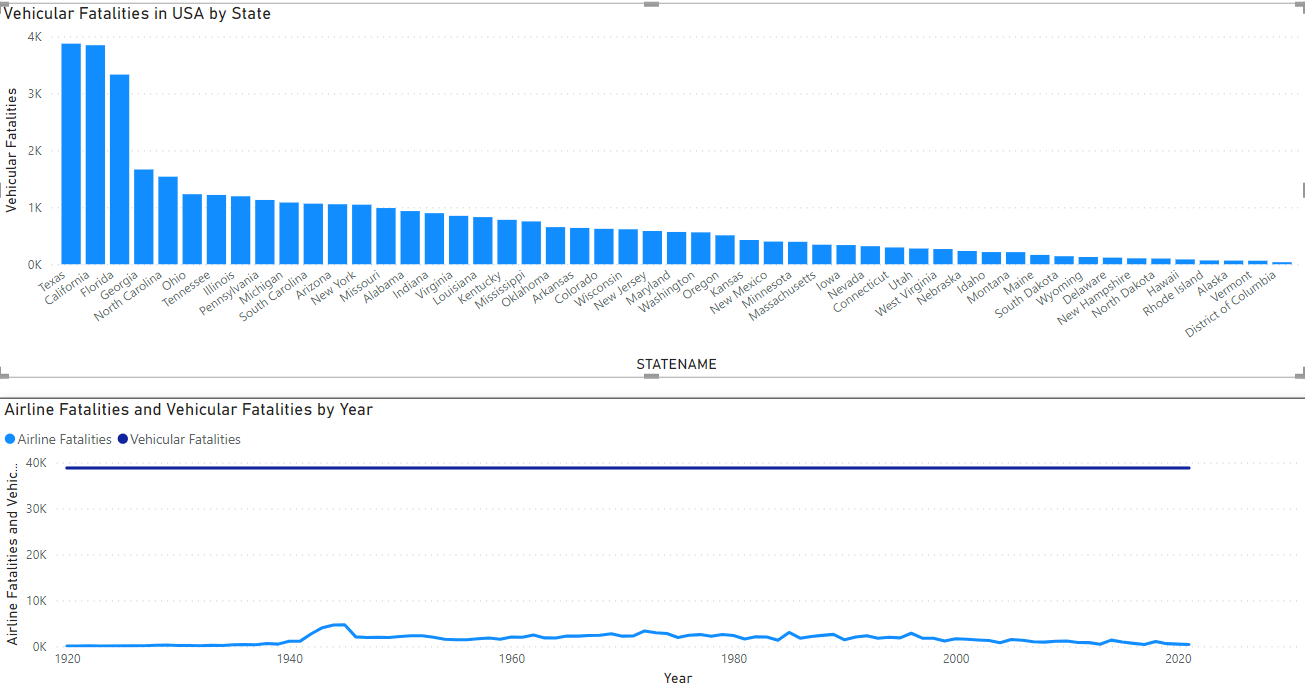 Vehicular Fatalities in USA by State
4K
3K
2K
1K
0K
Vehicular Fatalities
Texas
California
Florida
Georgia
North Carolina
Ohio
Tennessee
Illinois
Pennsylvania
Michigan
South Carolina
Arizona
New York
Missouri
Alabama
Indiana
Virginia
Louisiana
Kentucky
Mississippi
Oklahoma
Arkansas
Colorado
Wisconsin
New Jersey
Maryland
Washington
Oregon
Kansas
New Mexico
Minnesota
Massachusetts
Iowa
Nevada
Connecticut
Utah
West Virginia
Nebraska
Idaho
Montana
Maine
South Dakota
Wyoming
Delaware
New Hampshire
North Dakota
Hawaii
Rhode Island
Alaska
Vermont
District of Columbia
STATENAME
Airline Fatalities and Vehicular Fatalities by Year
Airline Fatalities Vehicular Fatalities
40K
30K
20K
10K
0K
Airline Fatalities and Vehic...
1920 1940 1960 1980 2000 2020
Year